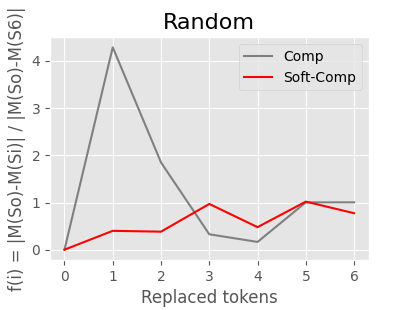 Random
f(i) = |M(So)-M(Si)| / |M(So)-M(S6)|
Comp
Soft-Comp
4
3
2
1
0
0 1 2 3 4 5 6
Replaced tokens